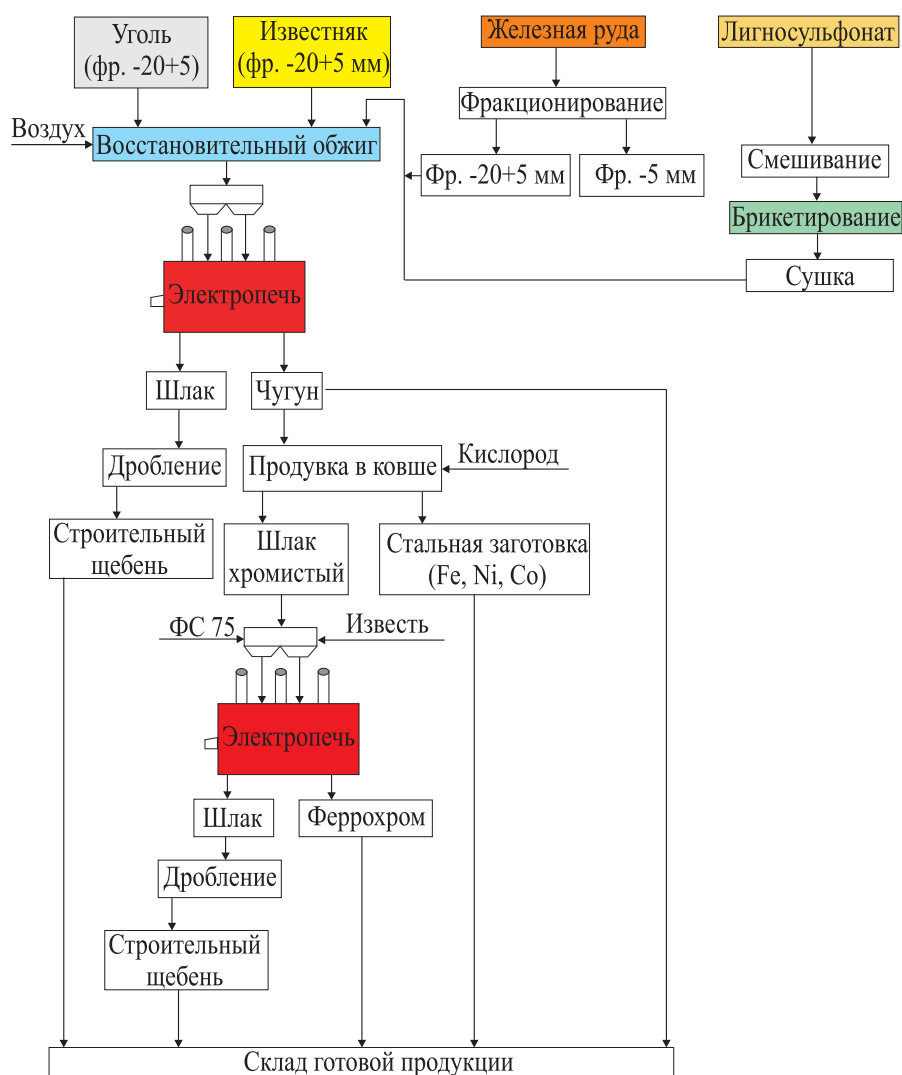 Уголь
(фр. -20+5)
Известняк
(фр. -20+5 мм)
Железная руда
Лигносульфонат
Фракционирование
Воздух
Восстановительный обжиг
Фр. -20+5 мм
Фр. -5 мм
Смешивание
Брикетирование
Сушка
Электропечь
Шлак
Чугун
Дробление
Продувка в ковше
Кислород
Строительный
щебень
Шлак
хромистый
Стальная заготовка
(Fe, Ni, Co)
ФС 75
Известь
Электропечь
Шлак
Феррохром
Дробление
Строительный
щебень
Склад готовой продукции